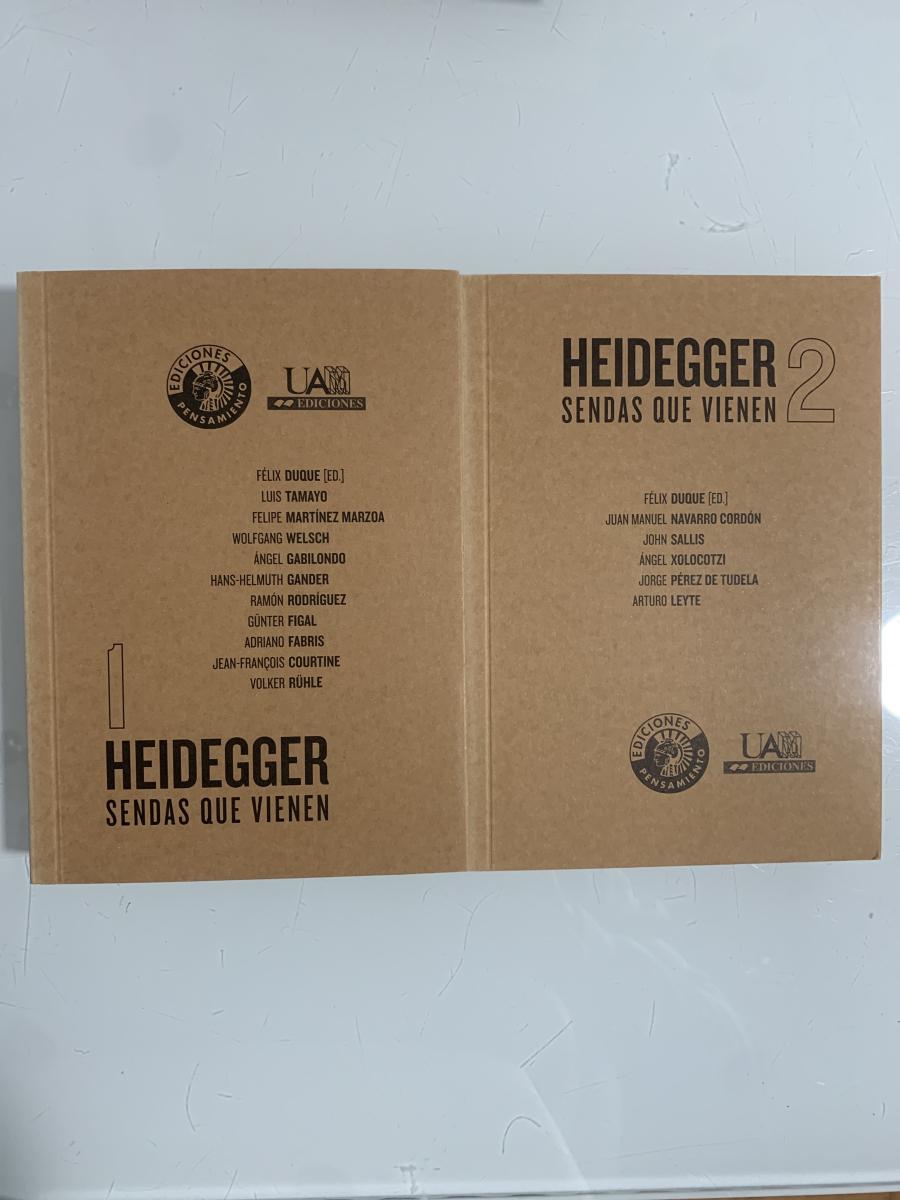 EDICIONES
PENSAMIENTO
UAM
EDICIONES
FÉLIX DUQUE [ED.]
LUIS TAMAYO
FELIPE MARTÍNEZ MARZOA
WOLFGANG WELSCH
ÁNGEL GABILONDO
HANS-HELMUTH GANDER
RAMÓN RODRÍGUEZ
GÜNTER FIGAL
ADRIANO FABRIS
JEAN-FRANÇOIS COURTINE
VOLKER RÜHLE
1
HEIDEGGER
SENDAS QUE VIENEN
HEIDEGGER 2
SENDAS QUE VIENEN
FÉLIX DUQUE [ED.]
JUAN MANUEL NAVARRO CORDÓN
JOHN SALLIS
ÁNGEL XOLOCOTZI
JORGE PÉREZ DE TUDELA
ARTURO LEYTE
EDICIONES
PENSAMIENTO
UAM
EDICIONES